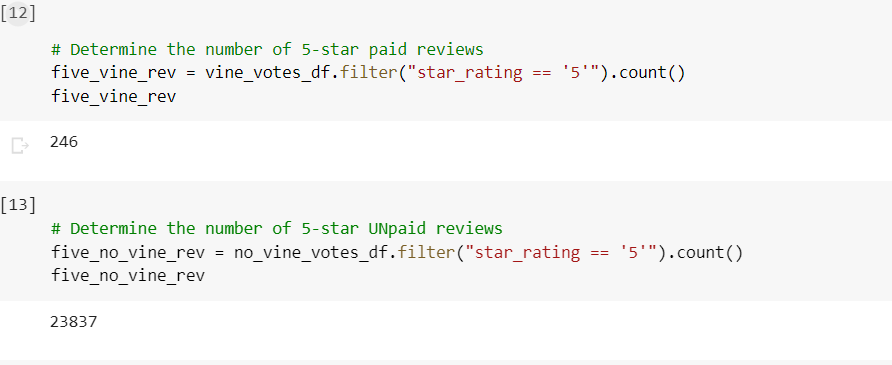 [12]
# Determine the number of 5-star paid reviews
five_vine_rev = vine_votes_df.filter("star_rating == '5'").count()
five_vine_rev
246
[13]
# Determine the number of 5-star UNpaid reviews
five_no_vine_rev = no_vine_votes_df.filter("star_rating == '5'").count()
five_no_vine_rev
23837